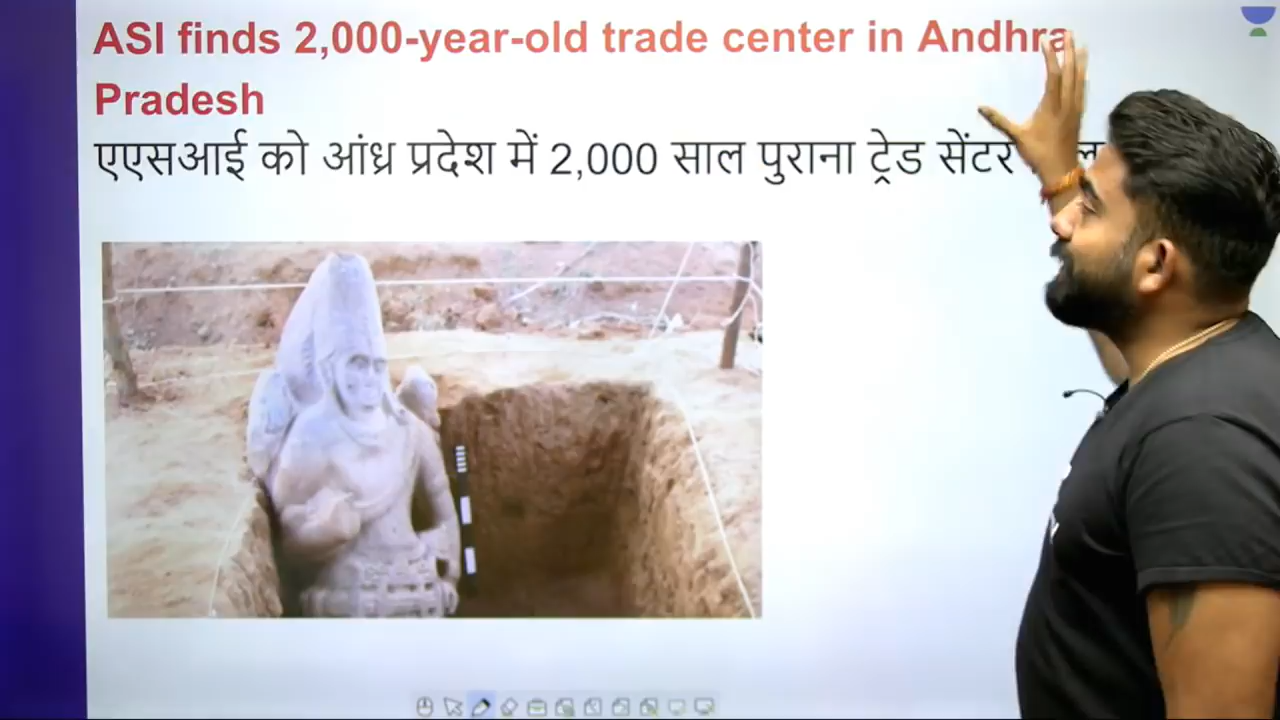 ASI finds 2,000-year-old trade center in Andhra
Pradesh
एएसआई को आंध्र प्रदेश में 2,000 साल पुराना ट्रेड सेंटर